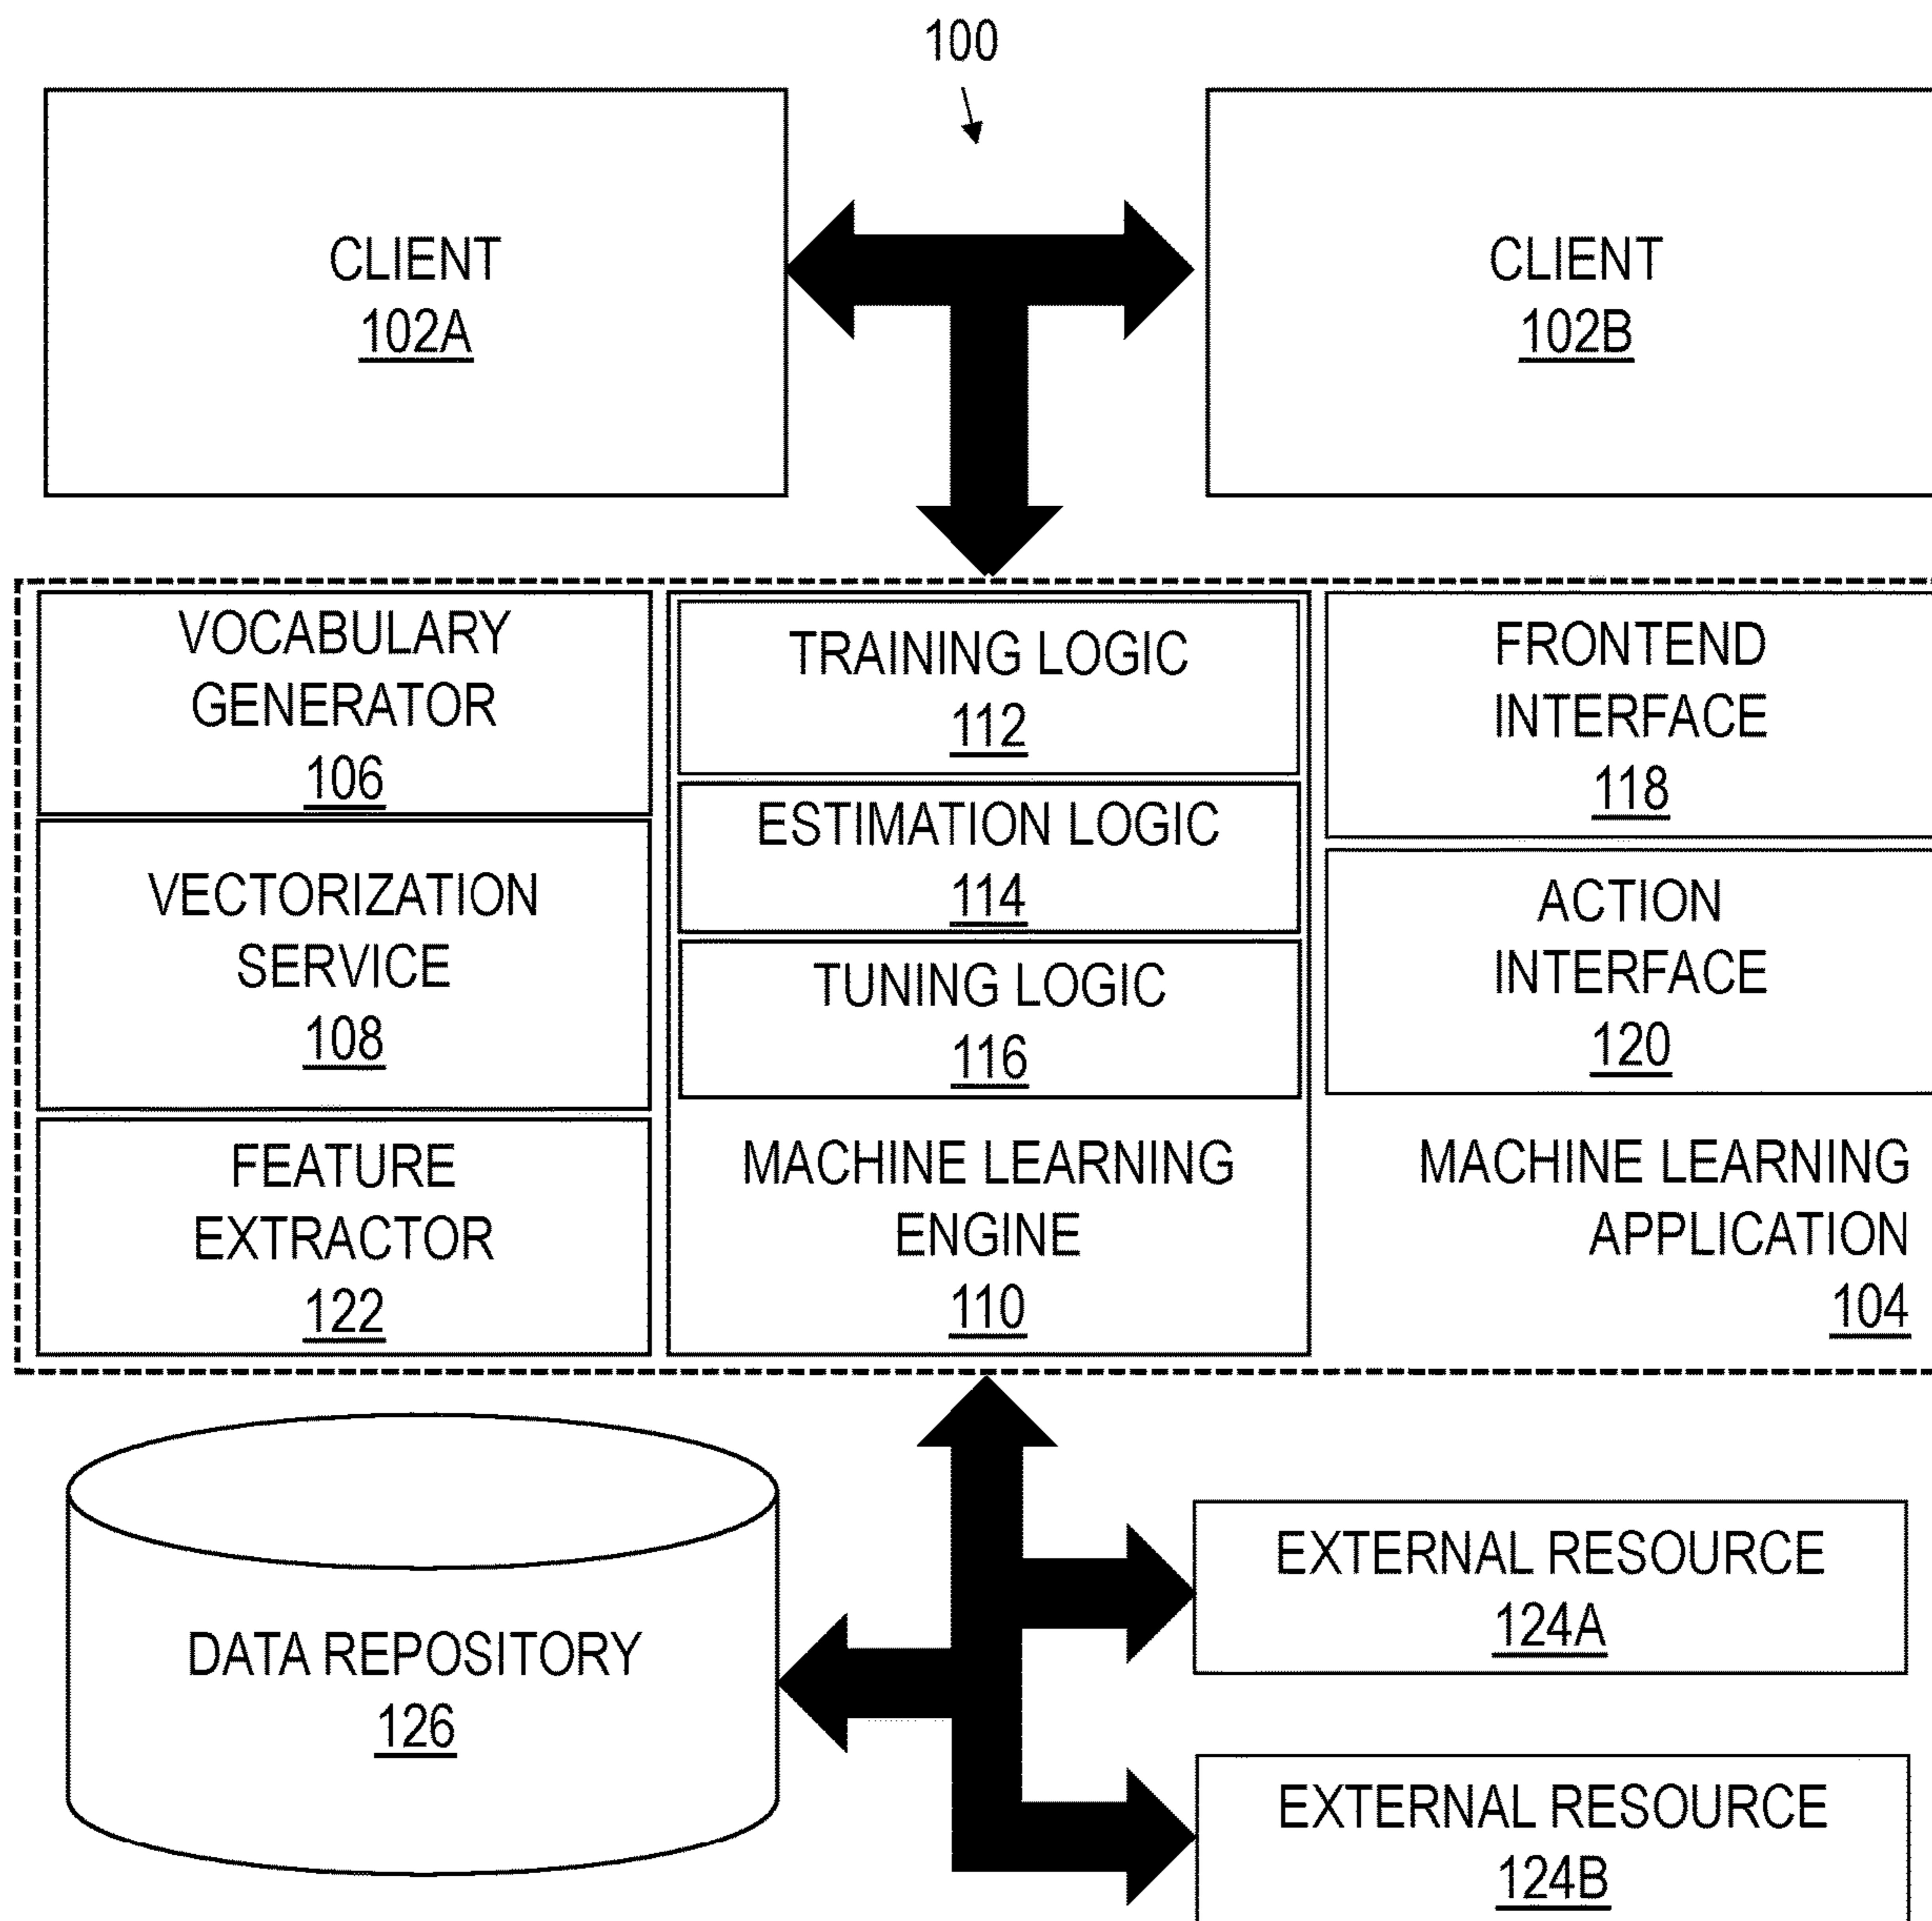 100
CLIENT
102A
CLIENT
102B
VOCABULARY
GENERATOR
106
VECTORIZATION
SERVICE
108
FEATURE
EXTRACTOR
122
TRAINING LOGIC
112
ESTIMATION LOGIC
114
TUNING LOGIC
116
MACHINE LEARNING
ENGINE
110
FRONTEND
INTERFACE
118
ACTION
INTERFACE
120
MACHINE LEARNING
APPLICATION
104
DATA REPOSITORY
126
EXTERNAL RESOURCE
124A
EXTERNAL RESOURCE
124B